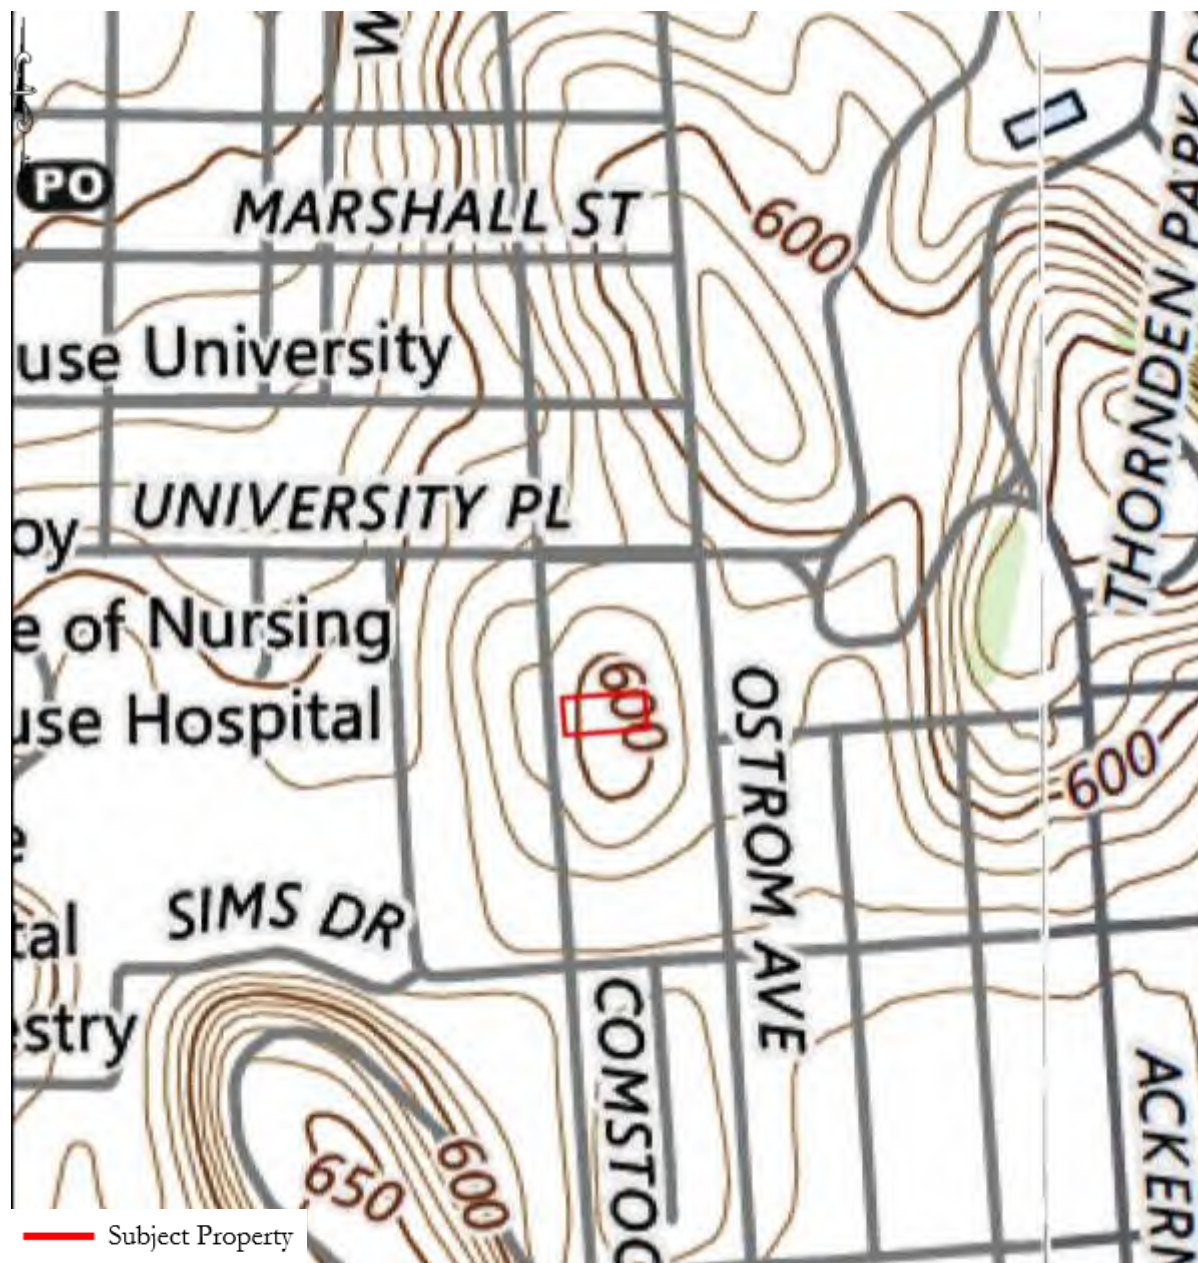 W
PO
MARSHALL ST
600
THORNDEN PARK D
use University
UNIVERSITY PL
oy
e of Nursing
use Hospital
600
OSTROM AVE
600
e
SIMS DR
tal
estry
COMSTOC
ACKERN
650
600
Subject Property